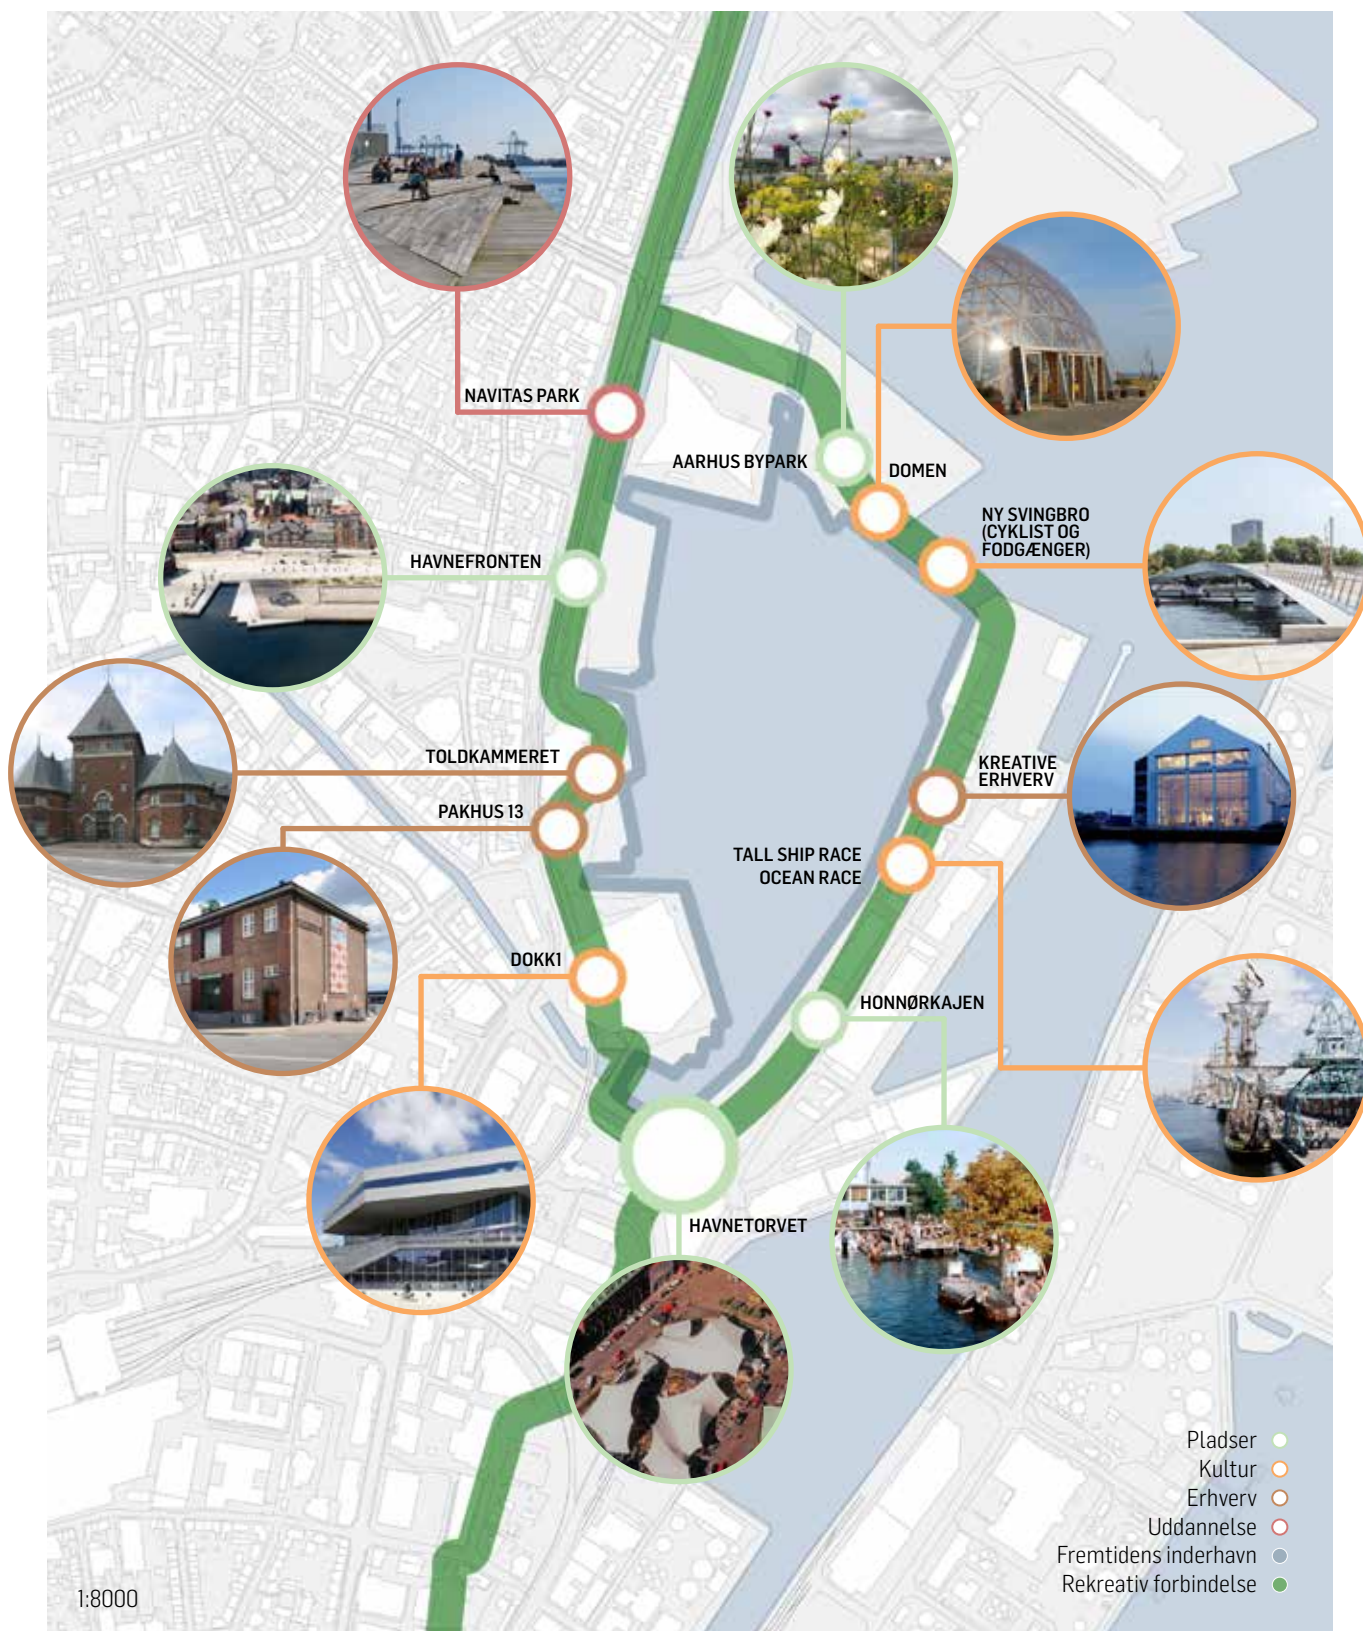 NAVITAS PARK
AARHUS BYPARK
DOMEN
NY SVINGBRO
(CYKLIST OG
FODGÆNGER)
HAVNEFRONTEN
TOLDKAMMERET
KREATIVE
ERHVERV
PAKHUS 13
TALL SHIP RACE
OCEAN RACE
DOKK1
HONNØRKAJEN
HAVNETORVET
Pladser
Kultur
Erhverv
Uddannelse
Fremtidens inderhavn
Rekreativ forbindelse
1:8000